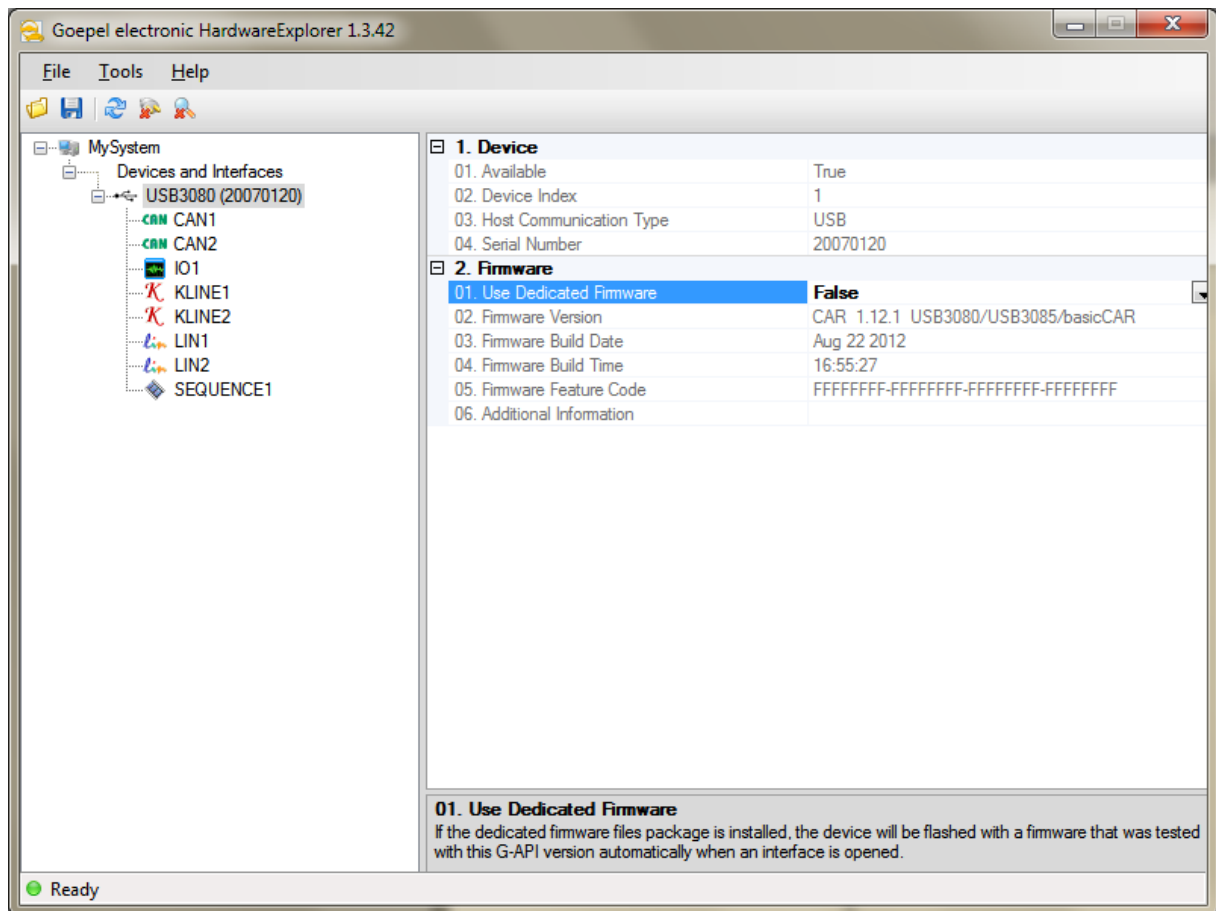 Goepel electronic HardwareExplorer 1.3.42
File Tools Help
MySystem
Devices and Interfaces
USB3080 (20070120)
CAN CAN1
CAN CAN2
IO1
K KLINE1
K KLINE2
Lin LIN1
Lin LIN2
SEQUENCE1
1. Device
01. Available True
02. Device Index 1
03. Host Communication Type USB
04. Serial Number 20070120
2. Firmware
01. Use Dedicated Firmware False
02. Firmware Version CAR 1.12.1 USB3080/USB3085/basicCAR
03. Firmware Build Date Aug 22 2012
04. Firmware Build Time 16:55:27
05. Firmware Feature Code FFFFFFFF-FFFFFFFF-FFFFFFFF-FFFFFFFF
06. Additional Information
01. Use Dedicated Firmware
If the dedicated firmware files package is installed, the device will be flashed with a firmware that was tested
with this G-API version automatically when an interface is opened.
Ready